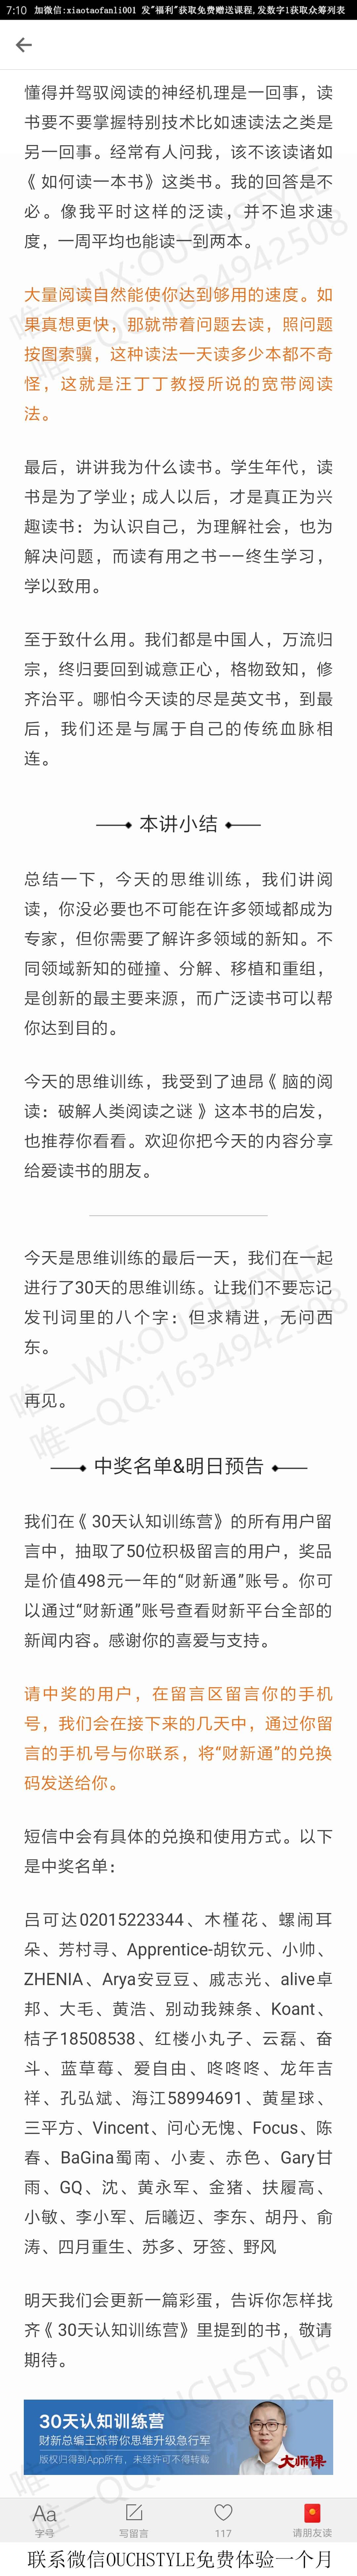 7:10 加微信:xiaotaofanli001 发"福利"获取免费赠送课程,发数字1获取众筹列表
懂得并驾驭阅读的神经机理是一回事，读
书要不要掌握特别技术比如速读法之类是
另一回事。经常有人问我，该不该读诸如
《如何读一本书》这类书。我的回答是不
必。像我平时这样的泛读，并不追求速
度，一周平均也能读一到两本。
大量阅读自然能使你达到够用的速度。如
果真想更快，那就带着问题去读，照问题
按图索骥，这种读法一天读多少本都不奇
怪，这就是汪丁丁教授所说的宽带阅读
法。
最后，讲讲我为什么读书。学生年代，读
书是为了学业；成人以后，才是真正为兴
趣读书：为认识自己，为理解社会，也为
解决问题，而读有用之书——终生学习，
学以致用。
至于致什么用。我们都是中国人，万流归
宗，终归要回到诚意正心，格物致知，修
齐治平。哪怕今天读的尽是英文书，到最
后，我们还是与属于自己的传统血脉相
连。
本讲小结
总结一下，今天的思维训练，我们讲阅
读，你没必要也不可能在许多领域都成为
专家，但你需要了解许多领域的新知。不
同领域新知的碰撞、分解、移植和重组，
是创新的最主要来源，而广泛读书可以帮
你达到目的。
今天的思维训练，我受到了迪昂《脑的阅
读：破解人类阅读之谜》这本书的启发，
也推荐你看看。欢迎你把今天的内容分享
给爱读书的朋友。
今天是思维训练的最后一天，我们在一起
进行了30天的思维训练。让我们不要忘记
发刊词里的八个字：但求精进，无问西
东。
再见。
中奖名单&明日预告
我们在《30天认知训练营》的所有用户留
言中，抽取了50位积极留言的用户，奖品
是价值498元一年的“财新通”账号。你可
以通过“财新通”账号查看财新平台全部的
新闻内容。感谢你的喜爱与支持。
请中奖的用户，在留言区留言你的手机
号，我们会在接下来的几天中，通过你留
言的手机号与你联系，将“财新通”的兑换
码发送给你。
短信中会有具体的兑换和使用方式。以下
是中奖名单：
吕可达02015223344、木槿花、螺闹耳
朵、芳村寻、Apprentice-胡钦元、小帅、
ZHENIA、Arya安豆豆、戚志光、alive卓
邦、大毛、黄浩、别动我辣条、Koant、
桔子18508538、红楼小丸子、云磊、奋
斗、蓝草莓、爱自由、咚咚咚、龙年吉
祥、孔弘斌、海江58994691、黄星球、
三平方、Vincent、问心无愧、Focus、陈
春、BaGina蜀南、小麦、赤色、Gary甘
雨、GQ、沈、黄永军、金猪、扶履高、
小敏、李小军、后曦迈、李东、胡丹、俞
涛、四月重生、苏多、牙签、野风
明天我们会更新一篇彩蛋，告诉你怎样找
齐《30天认知训练营》里提到的书，敬请
期待。
30天认知训练营
财新总编王烁带你思维升级急行军
版权归得到App所有，未经许可不得转载
大师课
Aa
字号 写留言 117 请朋友读
联系微信OUCHSTYLE免费体验一个月
唯一WX:OUCHSTYLE
唯一QQ:1634942508
唯一WX:OUCHSTYLE
唯一QQ:1634942508
唯一WX:OUCHSTYLE
唯一QQ:1634942508